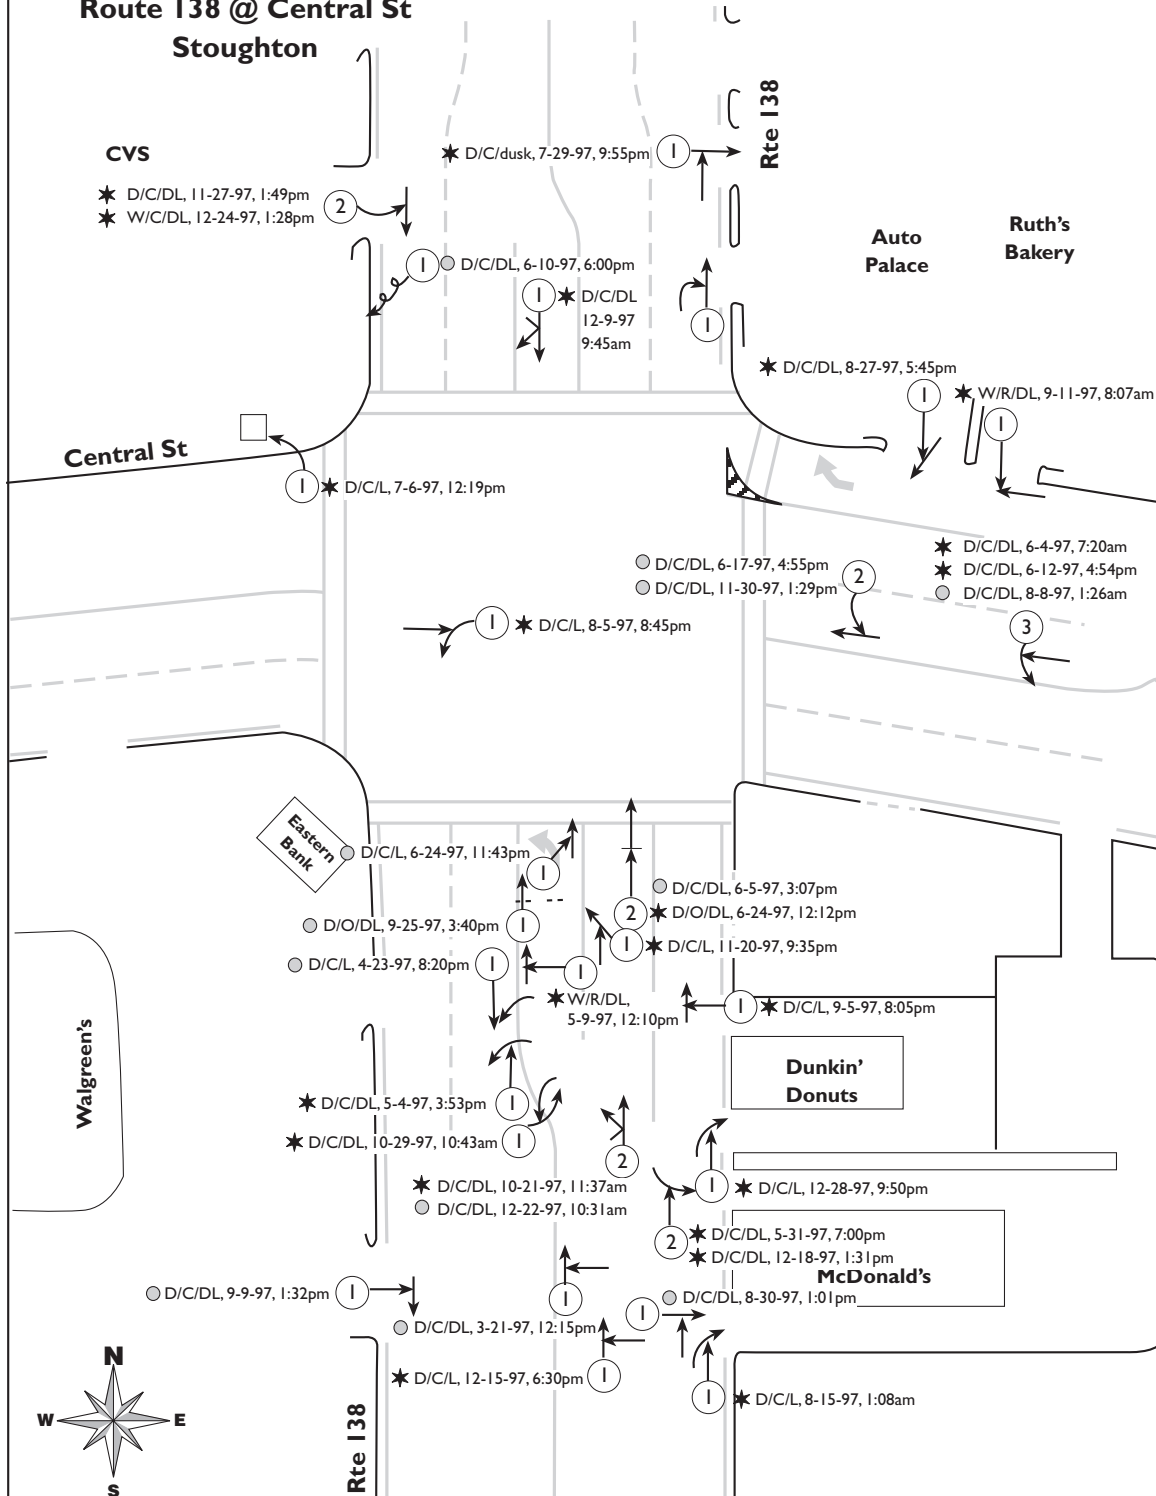 Route 138 @ Central St
Stoughton
Rte 138
D/C/dusk, 7-29-97, 9:55pm
1
CVS
D/C/DL, 11-27-97, 1:49pm
W/C/DL, 12-24-97, 1:28pm
2
Auto
Palace
Ruth's
Bakery
1
D/C/DL, 6-10-97, 6:00pm
1
D/C/DL
12-9-97
9:45am
1
D/C/DL, 8-27-97, 5:45pm
1
W/R/DL, 9-11-97, 8:07am
1
Central St
1
D/C/L, 7-6-97, 12:19pm
D/C/DL, 6-17-97, 4:55pm
D/C/DL, 11-30-97, 1:29pm
2
D/C/DL, 6-4-97, 7:20am
D/C/DL, 6-12-97, 4:54pm
D/C/DL, 8-8-97, 1:26am
3
1
D/C/L, 8-5-97, 8:45pm
Eastern
Bank
D/C/L, 6-24-97, 11:43pm
1
D/C/DL, 6-5-97, 3:07pm
2
D/O/DL, 6-24-97, 12:12pm
D/O/DL, 9-25-97, 3:40pm
1
1
D/C/L, 11-20-97, 9:35pm
D/C/L, 4-23-97, 8:20pm
1
1
W/R/DL,
5-9-97, 12:10pm
1
D/C/L, 9-5-97, 8:05pm
Walgreen's
Dunkin'
Donuts
D/C/DL, 5-4-97, 3:53pm
1
D/C/DL, 10-29-97, 10:43am
1
2
D/C/DL, 10-21-97, 11:37am
D/C/DL, 12-22-97, 10:31am
1
D/C/L, 12-28-97, 9:50pm
2
D/C/DL, 5-31-97, 7:00pm
D/C/DL, 12-18-97, 1:31pm
McDonald's
D/C/DL, 9-9-97, 1:32pm
1
1
D/C/DL, 3-21-97, 12:15pm
1
D/C/DL, 8-30-97, 1:01pm
D/C/L, 12-15-97, 6:30pm
1
1
D/C/L, 8-15-97, 1:08am
N
W
E
S
Rte 138